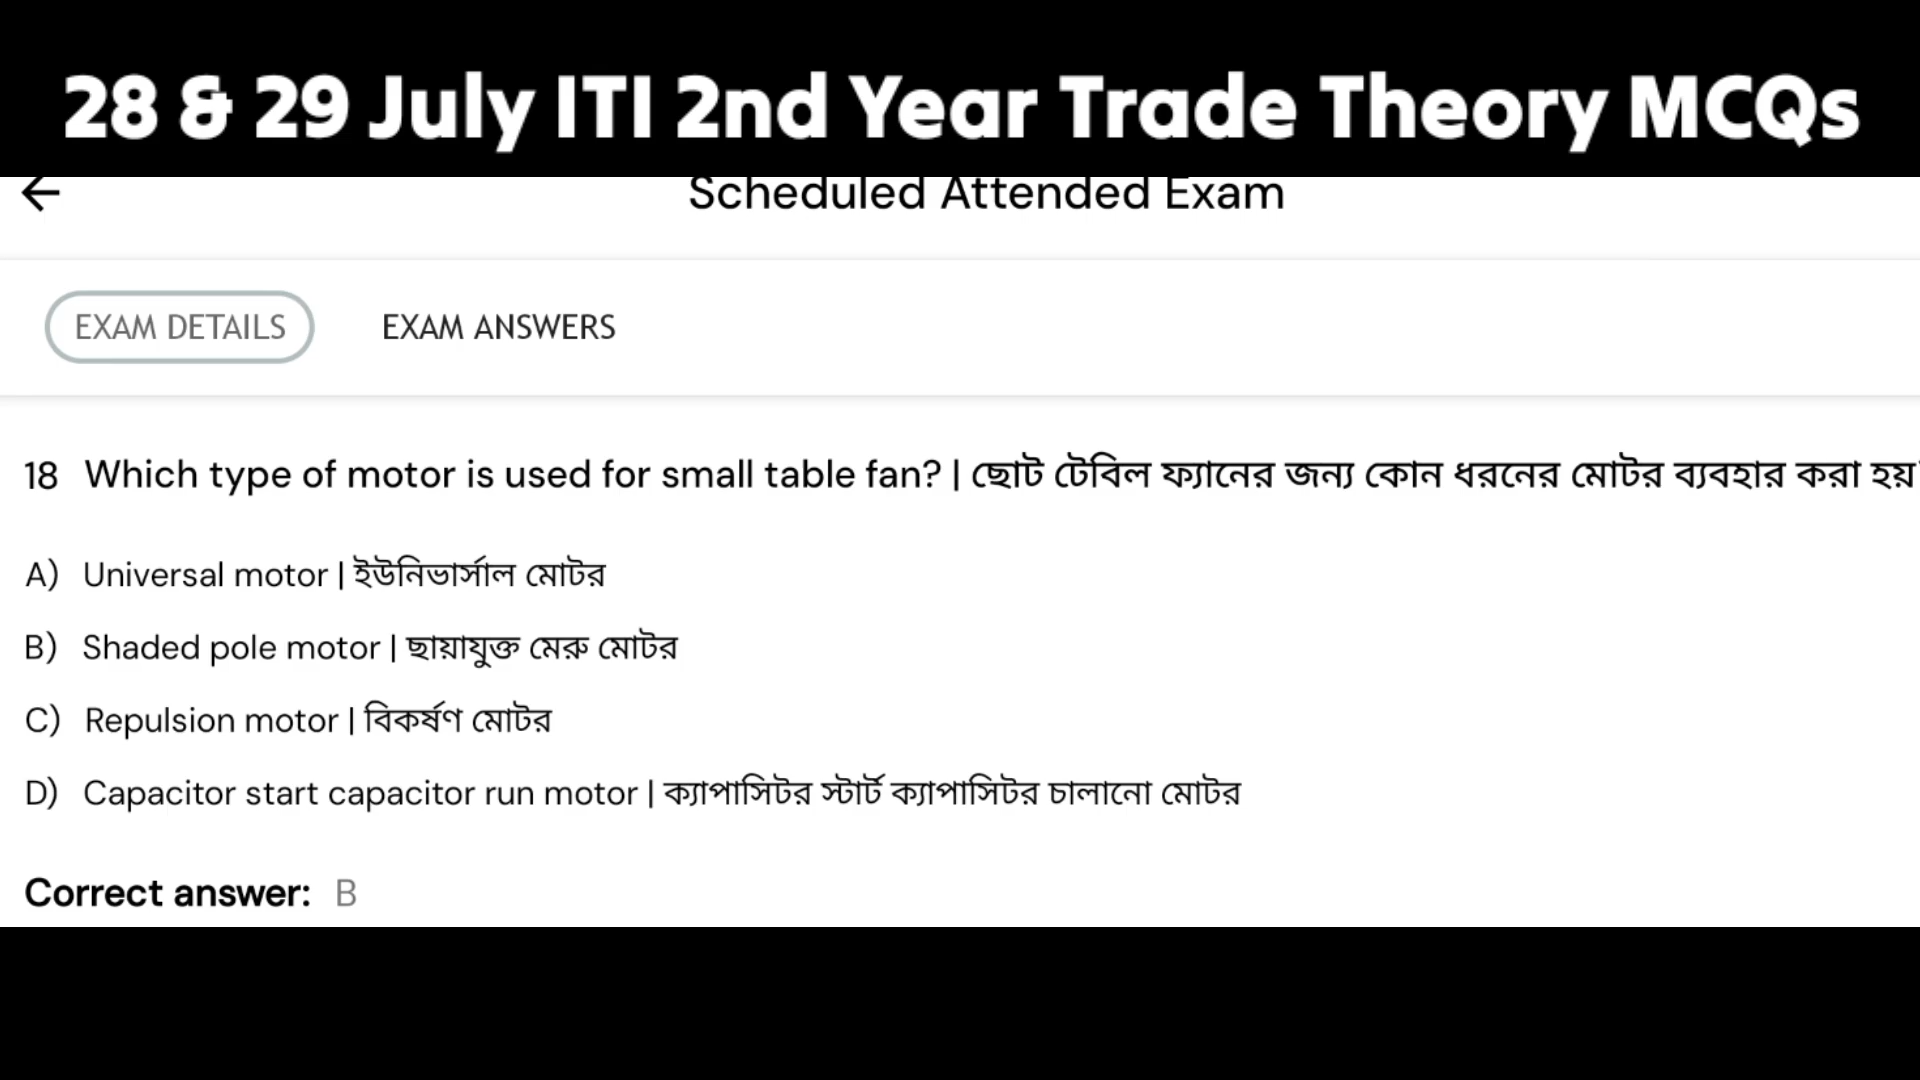 28 & 29 July ITI 2nd Year Trade Theory MCQs
Scheduled Attended Exam
EXAM DETAILS EXAM ANSWERS
18 Which type of motor is used for small table fan? | ছোট টেবিল ফ্যানের জন্য কোন ধরনের মোটর ব্যবহার করা হয়
A) Universal motor | ইউনিভার্সাল মোটর
B) Shaded pole motor | ছায়াযুক্ত মেরু মোটর
C) Repulsion motor | বিকর্ষণ মোটর
D) Capacitor start capacitor run motor | ক্যাপাসিটর স্টার্ট ক্যাপাসিটর চালানো মোটর
Correct answer: B